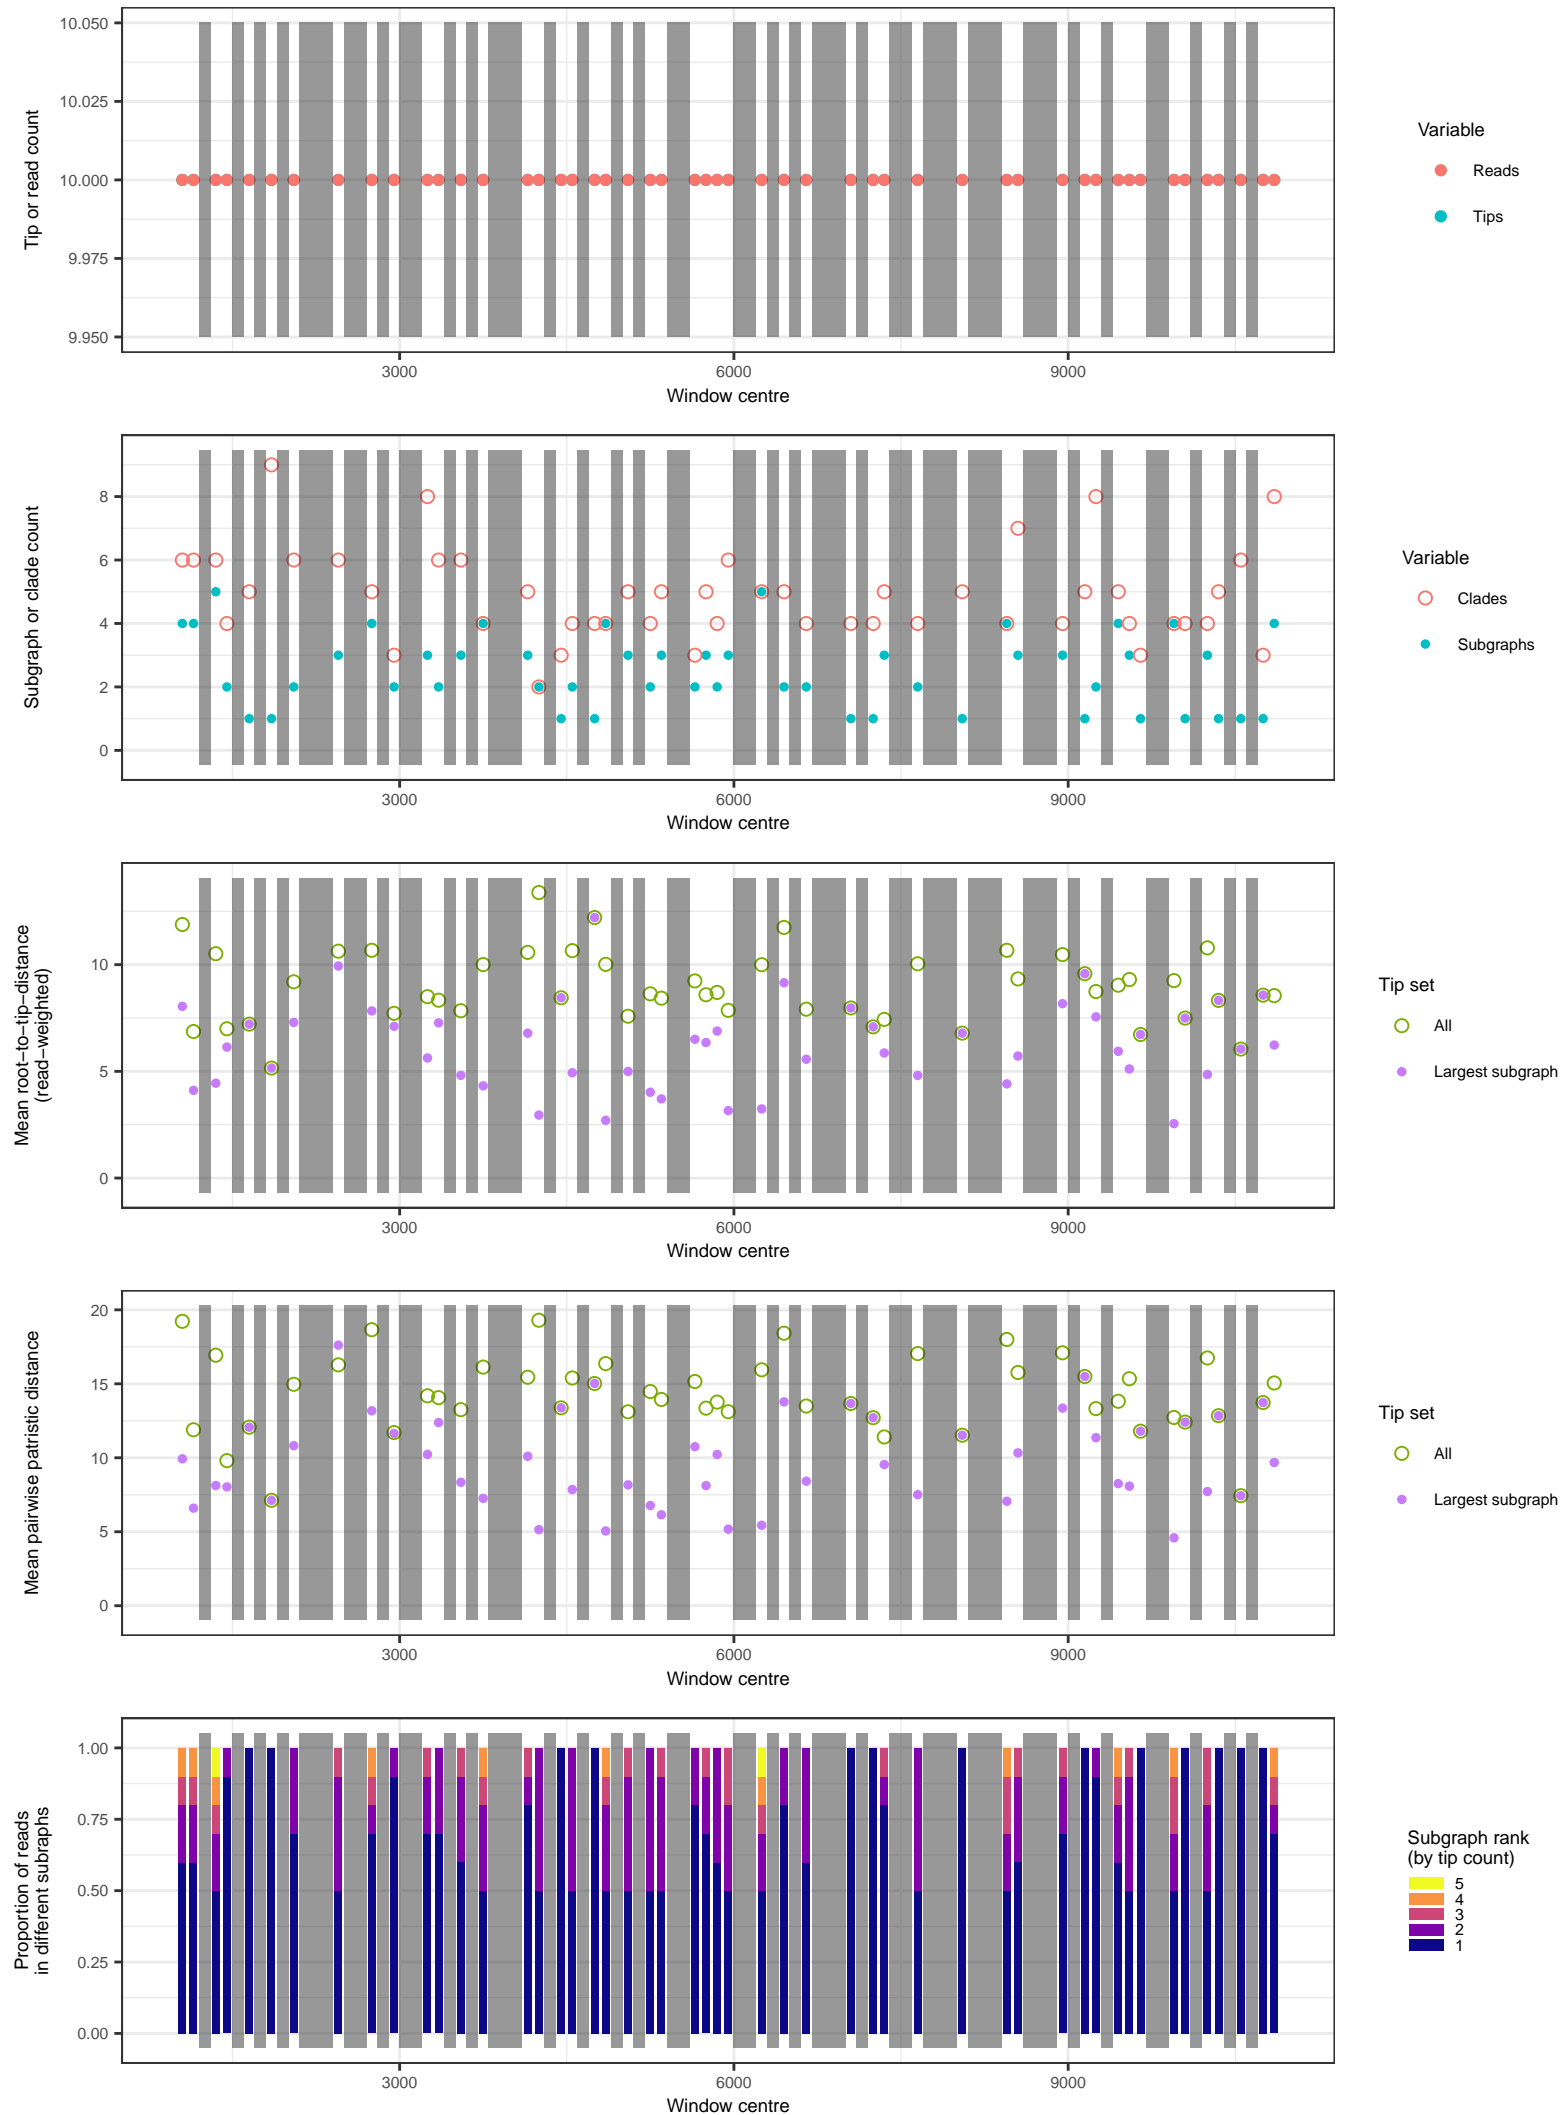 10.050
10.025
10.000
9.975
9.950
Tip or read count
3000
6000
9000
Window centre
Variable
Reads
Tips
8
6
4
2
0
Subgraph or clade count
3000
6000
9000
Window centre
Variable
Clades
Subgraphs
10
5
0
Mean root−to−tip−distance
(read−weighted)
3000
6000
9000
Window centre
Tip set
All
Largest subgraph
20
15
10
5
0
Mean pairwise patristic distance
3000
6000
9000
Window centre
Tip set
All
Largest subgraph
1.00
0.75
0.50
0.25
0.00
Proportion of reads
in different subraphs
3000
6000
9000
Window centre
Subgraph rank
(by tip count)
5
4
3
2
1